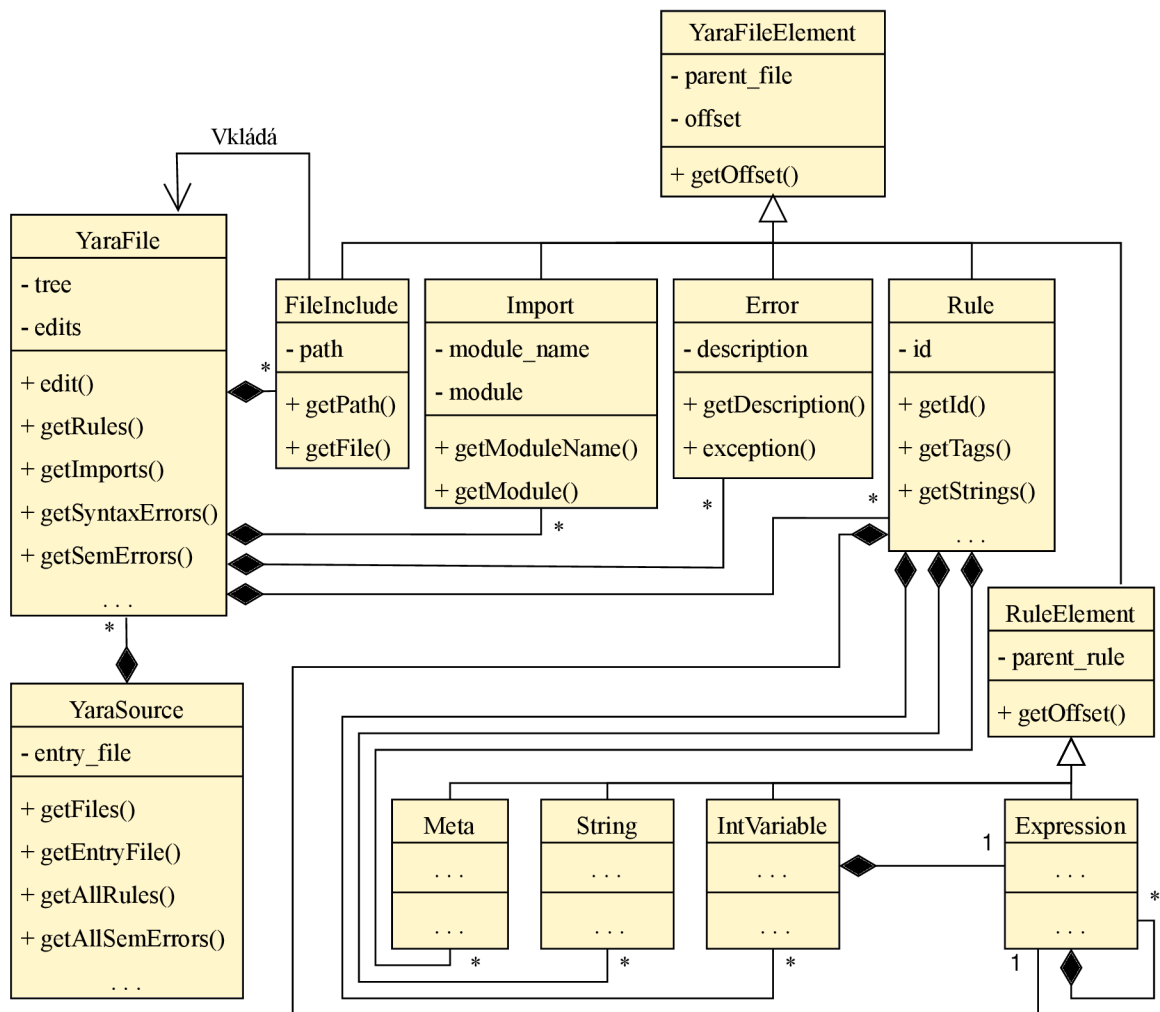 YaraFileElement
- parent_file
- offset
+ getOffset()
Vkládá
YaraFile
- tree
- edits
+ edit()
+ getRules()
+ getImports()
+ getSyntaxErrors()
+ getSemErrors()
. . .
*
FileInclude
- path
+ getPath()
+ getFile()
Import
- module_name
- module
+ getModuleName()
+ getModule()
*
Error
- description
+ getDescription()
+ exception()
*
Rule
- id
+ getId()
+ getTags()
+ getStrings()
. . .
*
RuleElement
- parent_rule
+ getOffset()
*
YaraSource
- entry_file
+ getFiles()
+ getEntryFile()
+ getAllRules()
+ getAllSemErrors()
. . .
Meta
. . .
. . .
*
String
. . .
. . .
*
IntVariable
. . .
. . .
*
1
Expression
. . .
. . .
*
1